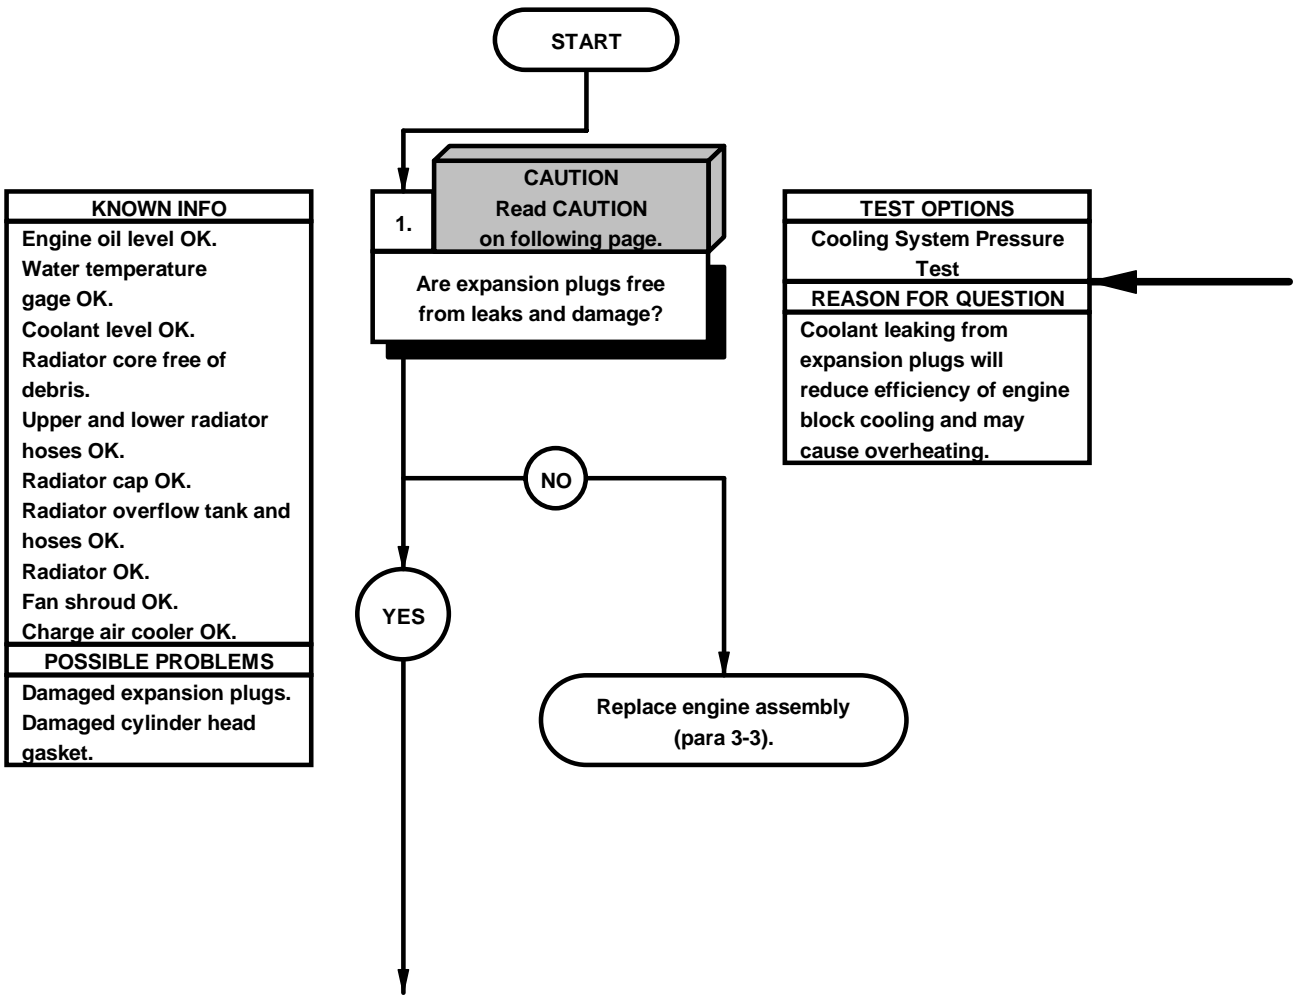 START
KNOWN INFO
Engine oil level OK.
Water temperature
gage OK.
Coolant level OK.
Radiator core free of
debris.
Upper and lower radiator
hoses OK.
Radiator cap OK.
Radiator overflow tank and
hoses OK.
Radiator OK.
Fan shroud OK.
Charge air cooler OK.
POSSIBLE PROBLEMS
Damaged expansion plugs.
Damaged cylinder head
gasket.
1.
CAUTION
Read CAUTION
on following page.
Are expansion plugs free
from leaks and damage?
NO
YES
Replace engine assembly
(para 3-3).
TEST OPTIONS
Cooling System Pressure
Test
REASON FOR QUESTION
Coolant leaking from
expansion plugs will
reduce efficiency of engine
block cooling and may
cause overheating.